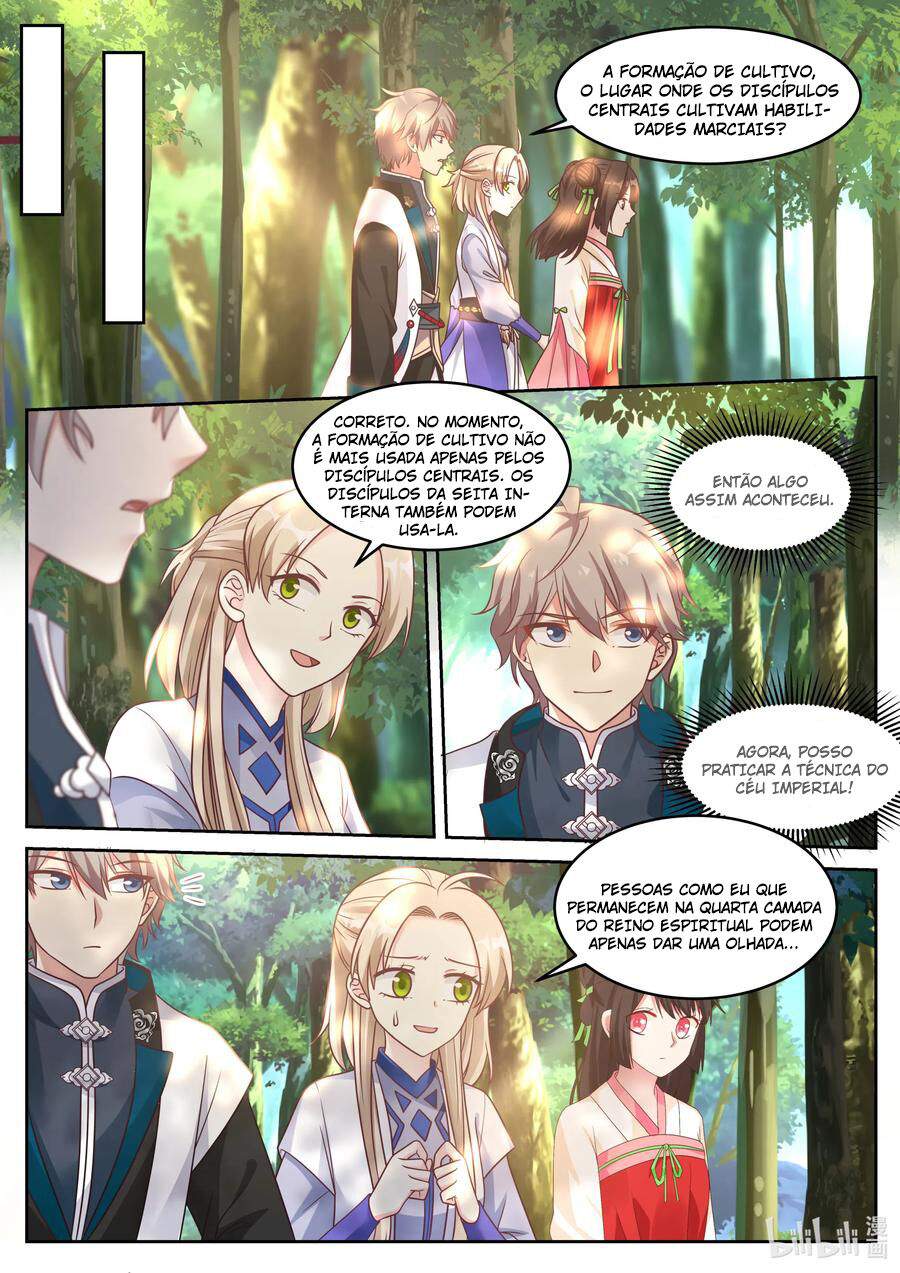 A FORMAÇÃO DE CULTIVO,
O LUGAR ONDE OS DISCÍPULOS
CENTRAIS CULTIVAM HABILI-
DADES MARCIAIS?
CORRETO. NO MOMENTO,
A FORMAÇÃO DE CULTIVO NÃO
É MAIS USADA APENAS PELOS
DISCÍPULOS CENTRAIS. OS
DISCÍPULOS DA SEITA IN-
TERNA TAMBÉM PODEM
USA-LA.
ENTÃO ALGO
ASSIM ACONTECEU.
AGORA, POSSO
PRATICAR A TÉCNICA DO
CÉU IMPERIAL!
PESSOAS COMO EU QUE
PERMANECEM NA QUARTA CAMADA
DO REINO ESPIRITUAL PODEM
APENAS DAR UMA OLHADA...
bilibili 漫画